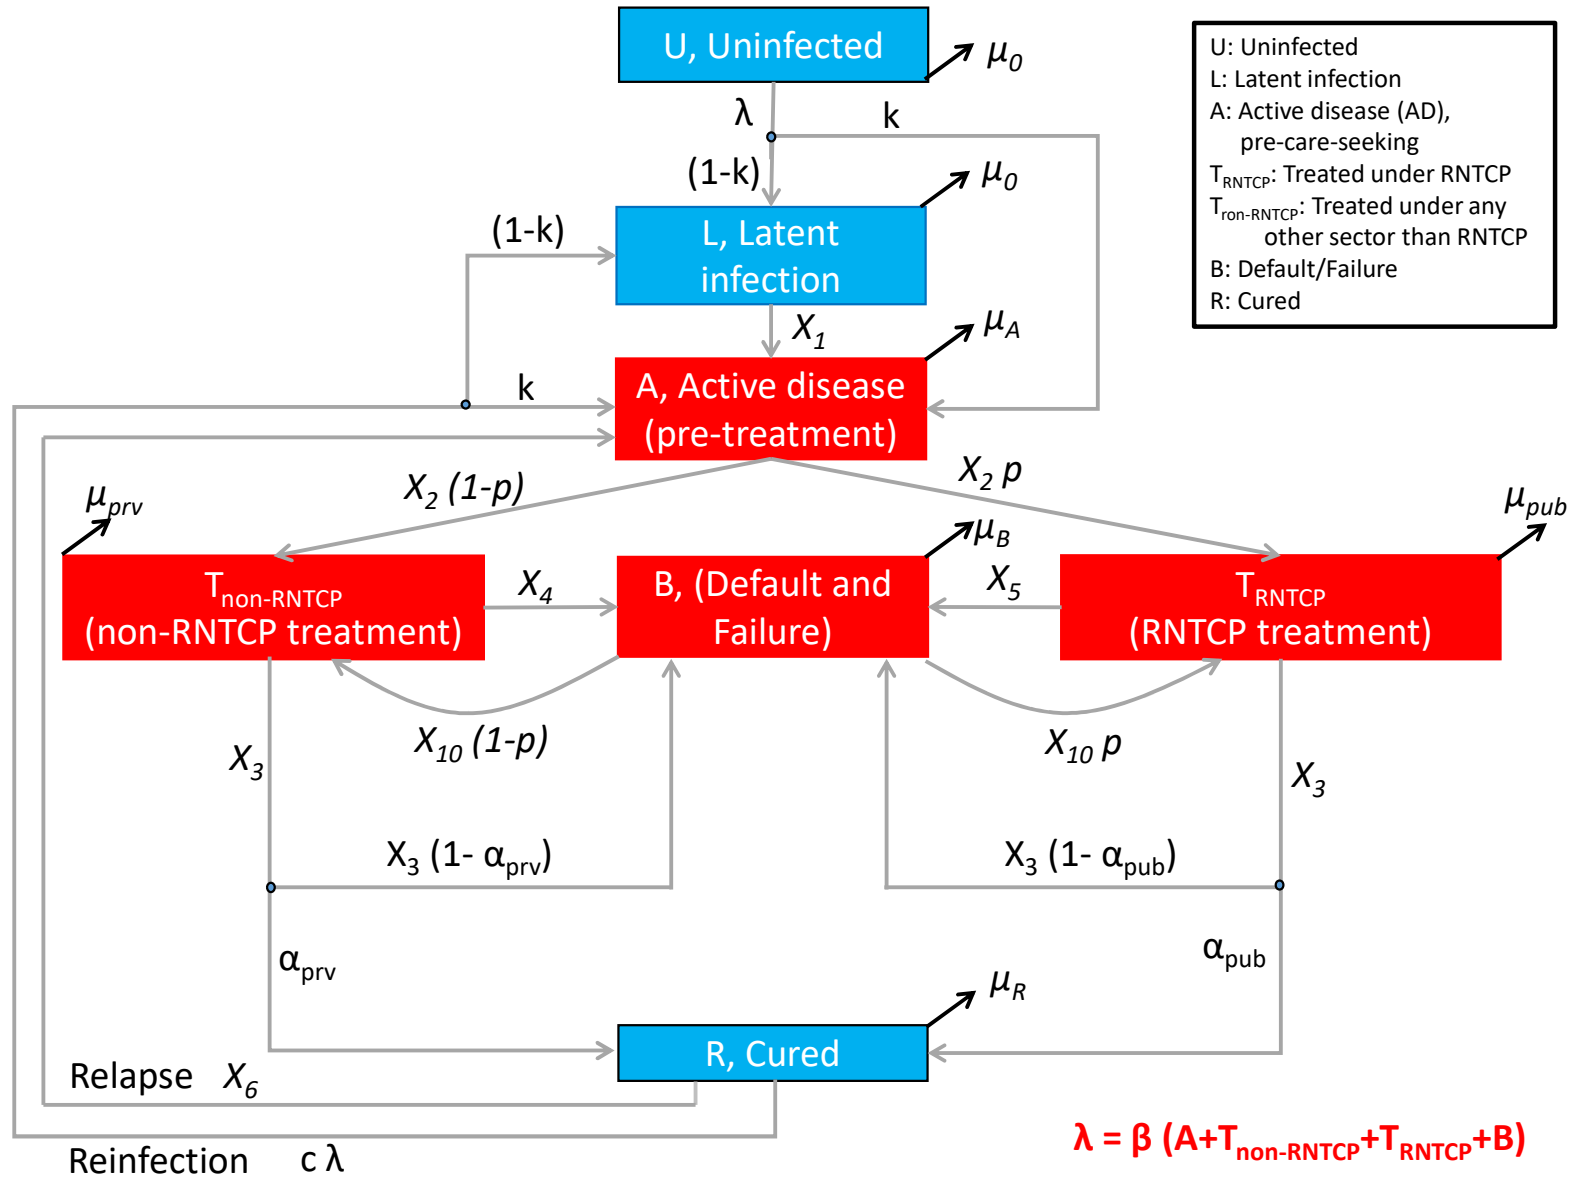 U, Uninfected
μ0
U: Uninfected
L: Latent infection
A: Active disease (AD),
pre-care-seeking
TRNTCP: Treated under RNTCP
Tron-RNTCP: Treated under any
other sector than RNTCP
B: Default/Failure
R: Cured
λ
k
(1-k)
μ0
(1-k)
L, Latent
infection
X1
μA
k
A, Active disease
(pre-treatment)
X2 (1-p)
X2 p
μprv
μB
μpub
Tnon-RNTCP
(non-RNTCP treatment)
X4
B, (Default and
Failure)
X5
TRNTCP
(RNTCP treatment)
X10 (1-p)
X10 p
X3
X3
X3 (1- αprv)
X3 (1- αpub)
αprv
αpub
μR
R, Cured
Relapse X6
Reinfection c λ
λ = β (A+Tnon-RNTCP+TRNTCP+B)